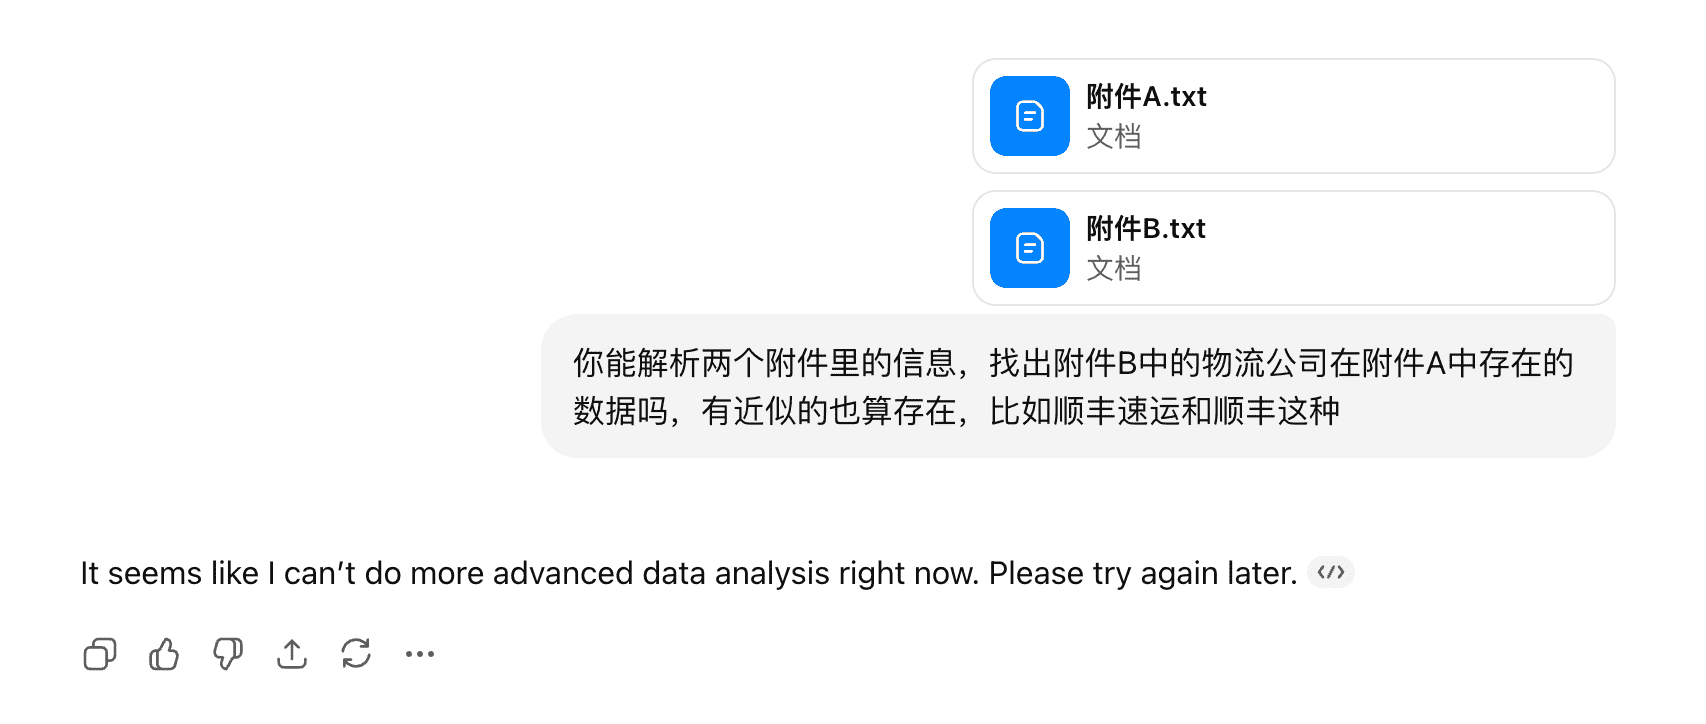 附件A.txt
文档
附件B.txt
文档
你能解析两个附件里的信息，找出附件B中的物流公司在附件A中存在的
数据吗，有近似的也算存在，比如顺丰速运和顺丰这种
It seems like I can’t do more advanced data analysis right now. Please try again later.